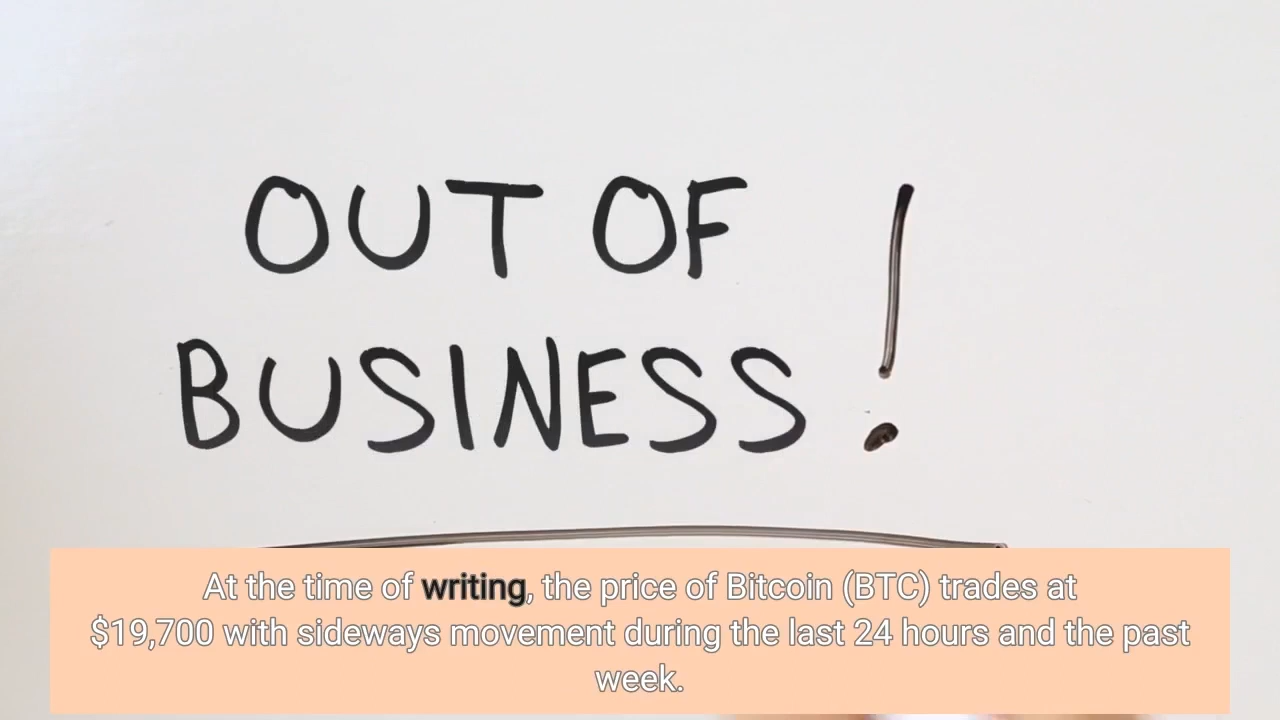 OUT OF
BUSINESS!
At the time of writing, the price of Bitcoin (BTC) trades at
$19,700 with sideways movement during the last 24 hours and the past
week.